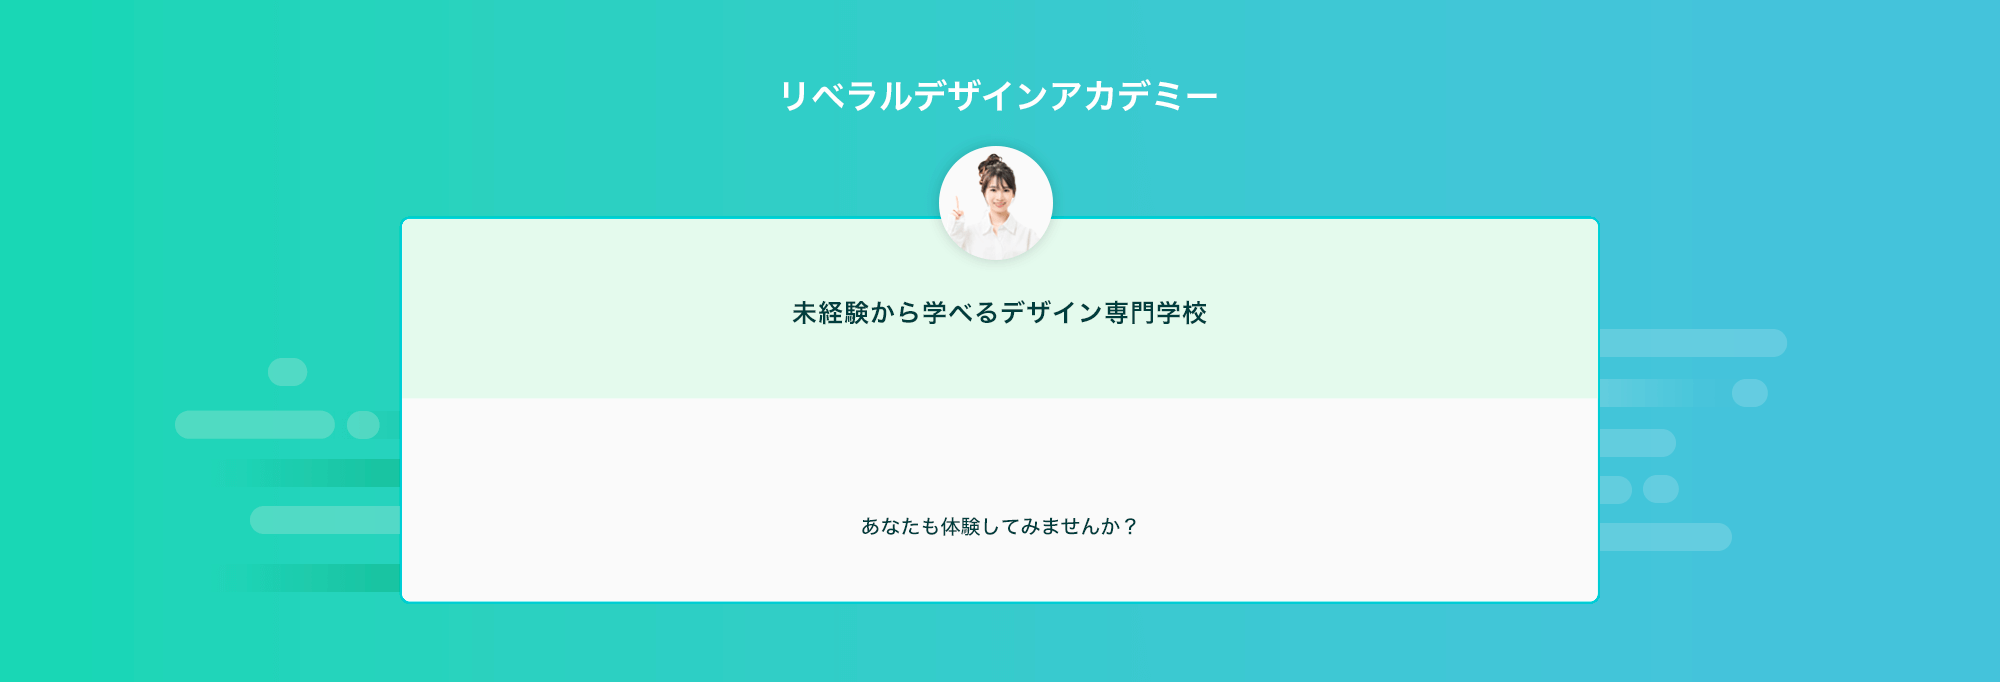 リベラルデザインアカデミー
未経験から学べるデザイン専門学校
あなたも体験してみませんか？